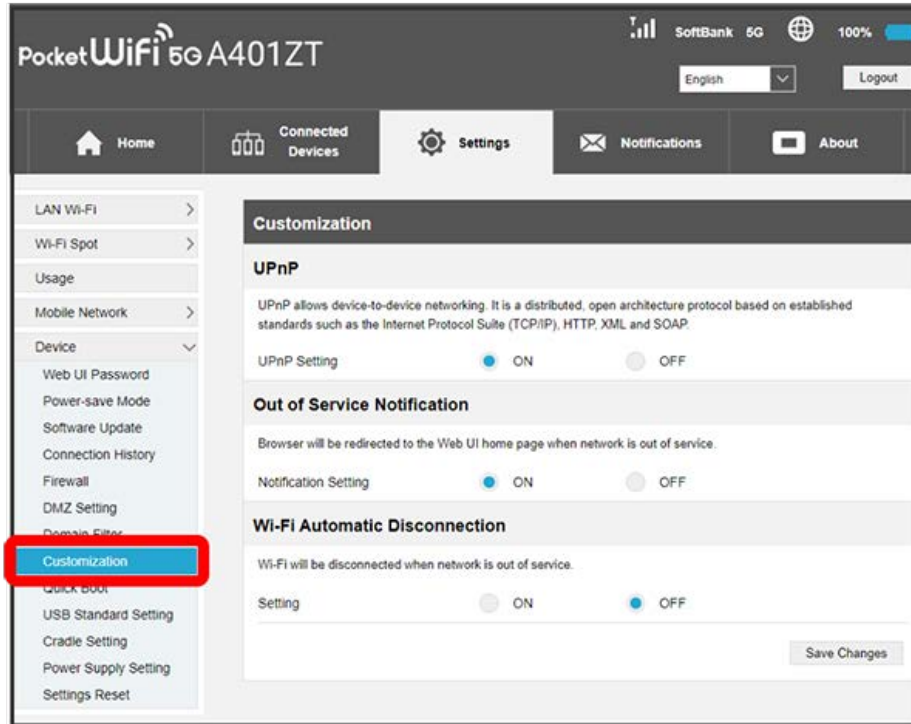 PocketWiFi 5G A401ZT
SoftBank 5G 100%
English Logout
Home
Connected
Devices
Settings
Notifications
About
LAN Wi-Fi
Wi-Fi Spot
Usage
Mobile Network
Device
Web UI Password
Power-save Mode
Software Update
Connection History
Firewall
DMZ Setting
Domain Filter
Customization
Quick Boot
USB Standard Setting
Cradle Setting
Power Supply Setting
Settings Reset
Customization
UPnP
UPnP allows device-to-device networking. It is a distributed, open architecture protocol based on established
standards such as the Internet Protocol Suite (TCP/IP), HTTP, XML and SOAP.
UPnP Setting ON OFF
Out of Service Notification
Browser will be redirected to the Web UI home page when network is out of service.
Notification Setting ON OFF
Wi-Fi Automatic Disconnection
Wi-Fi will be disconnected when network is out of service.
Setting ON OFF
Save Changes